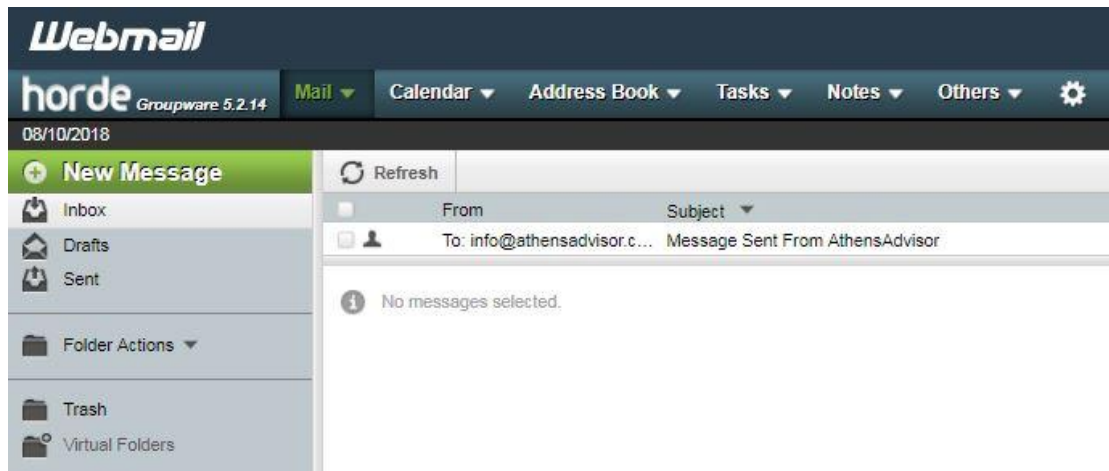 Webmail
horde Groupware 5.2.14 Mail Calendar Address Book Tasks Notes Others
08/10/2018
New Message
Refresh
Inbox
From Subject
To: info@athensadvisor.c... Message Sent From AthensAdvisor
Drafts
Sent
No messages selected.
Folder Actions
Trash
Virtual Folders